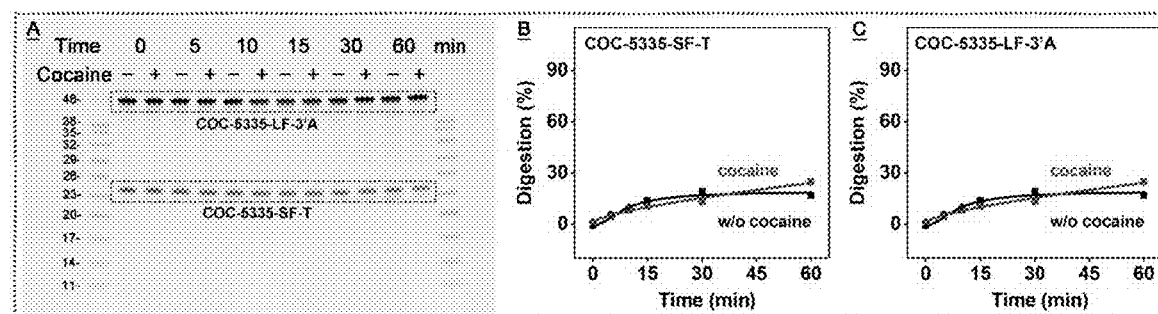 A
Time 0 5 10 15 30 60 min
Cocaine – + – + – + – + – + – +
48-
COC-5335-LF-3'A
38-
35-
32-
29-
26-
23-
COC-5335-SF-T
20-
17-
14-
11-
B
COC-5335-SF-T
Digestion (%)
90
60
30
0
cocaine
w/o cocaine
0 15 30 45 60
Time (min)
C
COC-5335-LF-3'A
Digestion (%)
90
60
30
0
cocaine
w/o cocaine
0 15 30 45 60
Time (min)